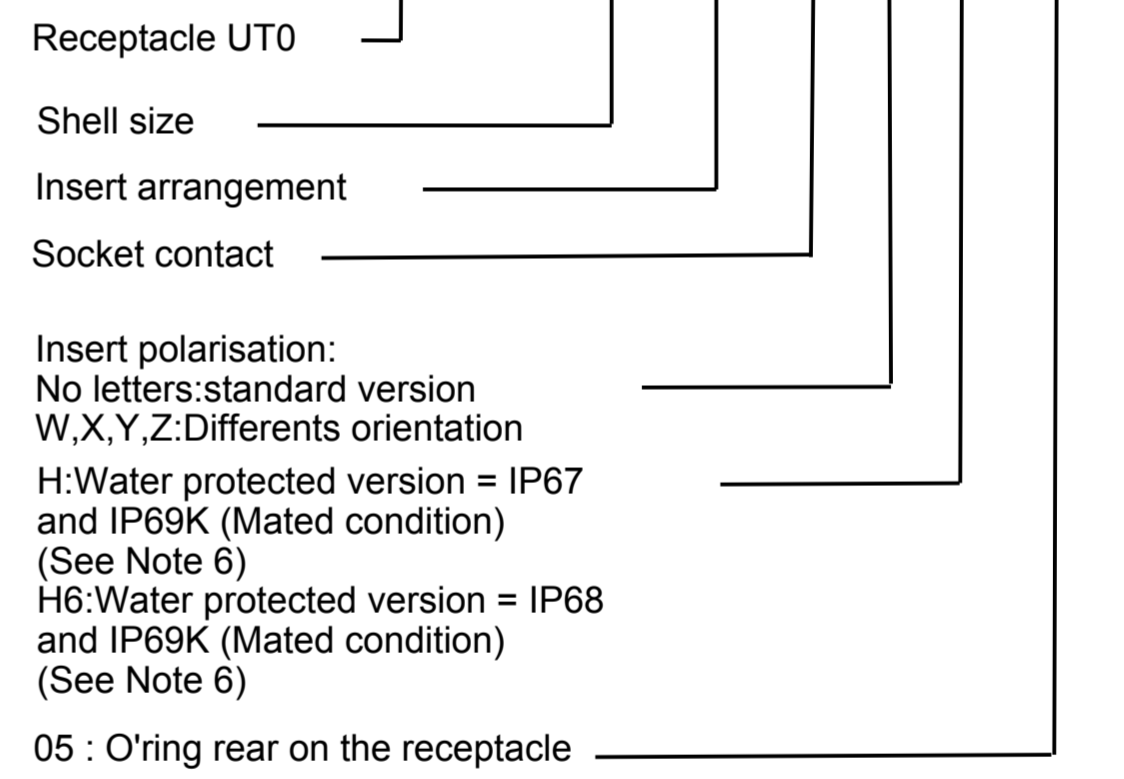 Receptacle UT0
Shell size
Insert arrangement
Socket contact
Insert polarisation:
No letters:standard version
W,X,Y,Z:Differents orientation
H:Water protected version = IP67
and IP69K (Mated condition)
(See Note 6)
H6:Water protected version = IP68
and IP69K (Mated condition)
(See Note 6)
05 : O'ring rear on the receptacle